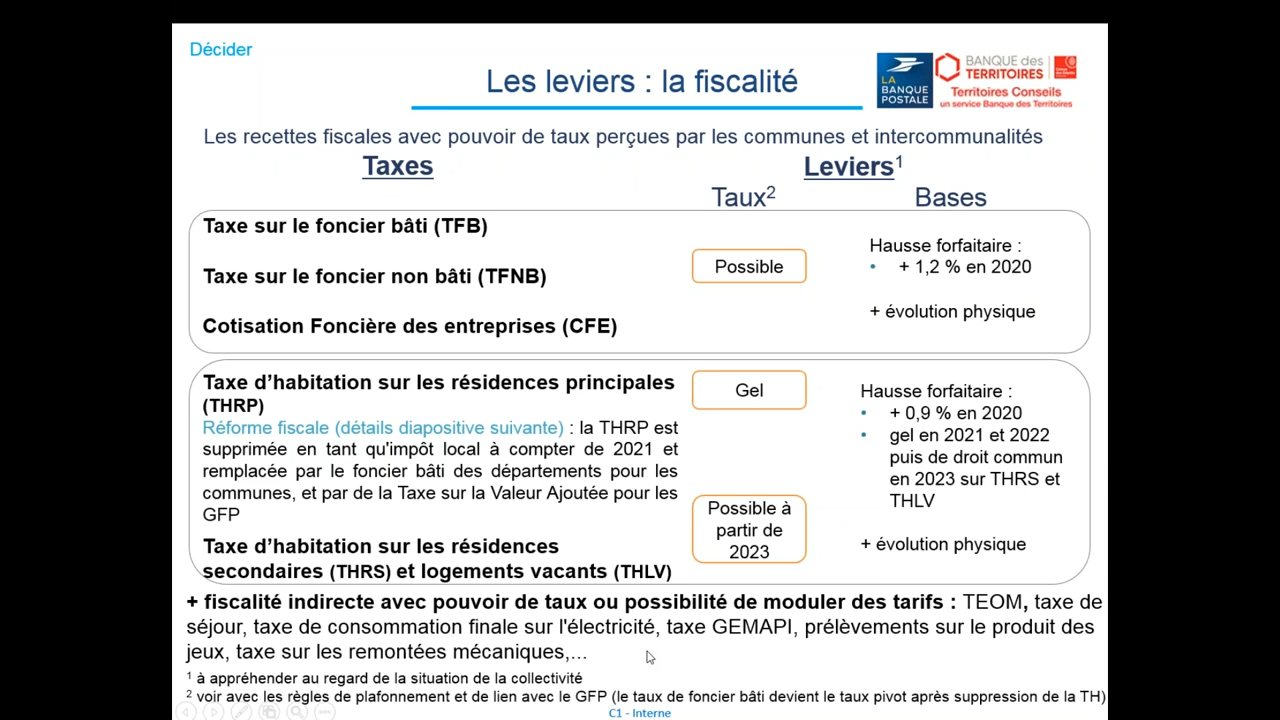 Décider
Les leviers : la fiscalité
LA
BANQUE
POSTALE
BANQUE des
TERRITOIRES
Territoires Conseils
un service Banque des Territoires
Les recettes fiscales avec pouvoir de taux perçues par les communes et intercommunalités
Taxes
Leviers1
Taux2
Bases
Taxe sur le foncier bâti (TFB)
Taxe sur le foncier non bâti (TFNB)
Cotisation Foncière des entreprises (CFE)
Possible
Hausse forfaitaire :
• + 1,2 % en 2020
+ évolution physique
Taxe d'habitation sur les résidences principales
(THRP)
Réforme fiscale (détails diapositive suivante) : la THRP est
supprimée en tant qu'impôt local à compter de 2021 et
remplacée par le foncier bâti des départements pour les
communes, et par de la Taxe sur la Valeur Ajoutée pour les
GFP
Taxe d'habitation sur les résidences
secondaires (THRS) et logements vacants (THLV)
Gel
Possible à
partir de
2023
Hausse forfaitaire :
• + 0,9 % en 2020
• gel en 2021 et 2022
puis de droit commun
en 2023 sur THRS et
THLV
+ évolution physique
+ fiscalité indirecte avec pouvoir de taux ou possibilité de moduler des tarifs : TEOM, taxe de
séjour, taxe de consommation finale sur l'électricité, taxe GEMAPI, prélèvements sur le produit des
jeux, taxe sur les remontées mécaniques,...
1 à appréhender au regard de la situation de la collectivité
2 voir avec les règles de plafonnement et de lien avec le GFP (le taux de foncier bâti devient le taux pivot après suppression de la TH)
C1 - Interne